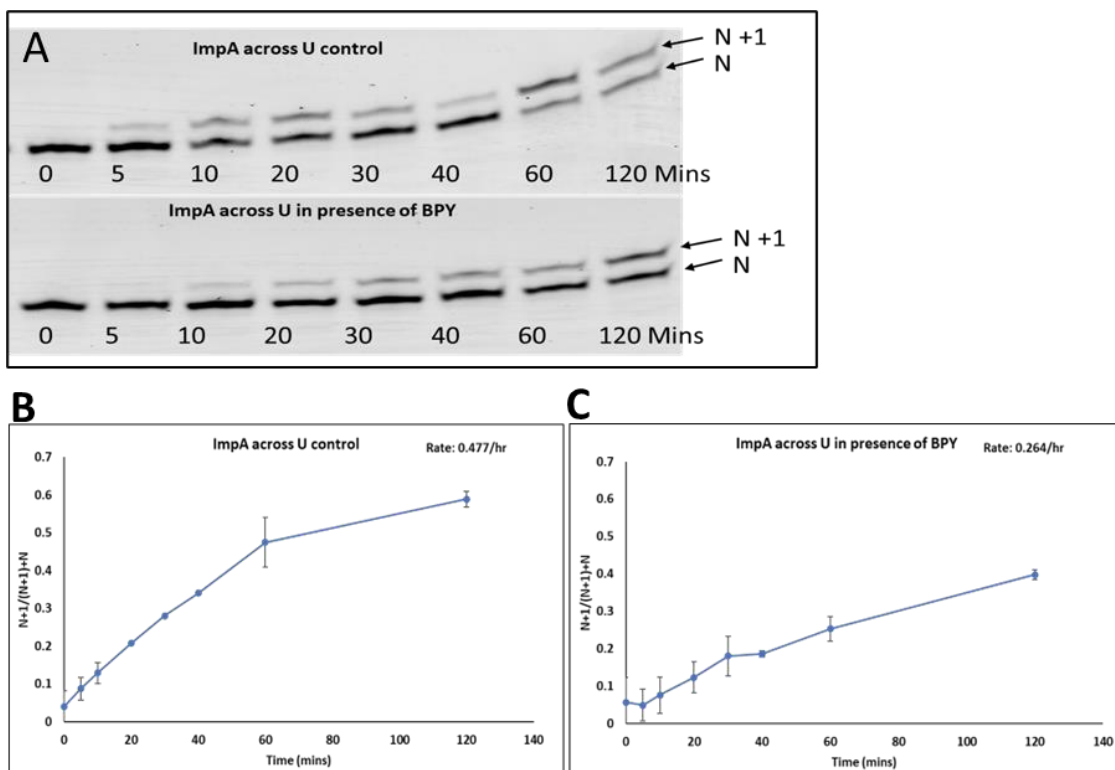 A
ImpA across U control
N +1
N
0 5 10 20 30 40 60 120 Mins
ImpA across U in presence of BPY
N +1
N
0 5 10 20 30 40 60 120 Mins
B
ImpA across U control
Rate: 0.477/hr
N+1/(N+1)+N
0.7
0.6
0.5
0.4
0.3
0.2
0.1
0
0 20 40 60 80 100 120 140
Time (mins)
C
ImpA across U in presence of BPY
Rate: 0.264/hr
N+1/(N+1)+N
0.7
0.6
0.5
0.4
0.3
0.2
0.1
0
0 20 40 60 80 100 120 140
Time (mins)